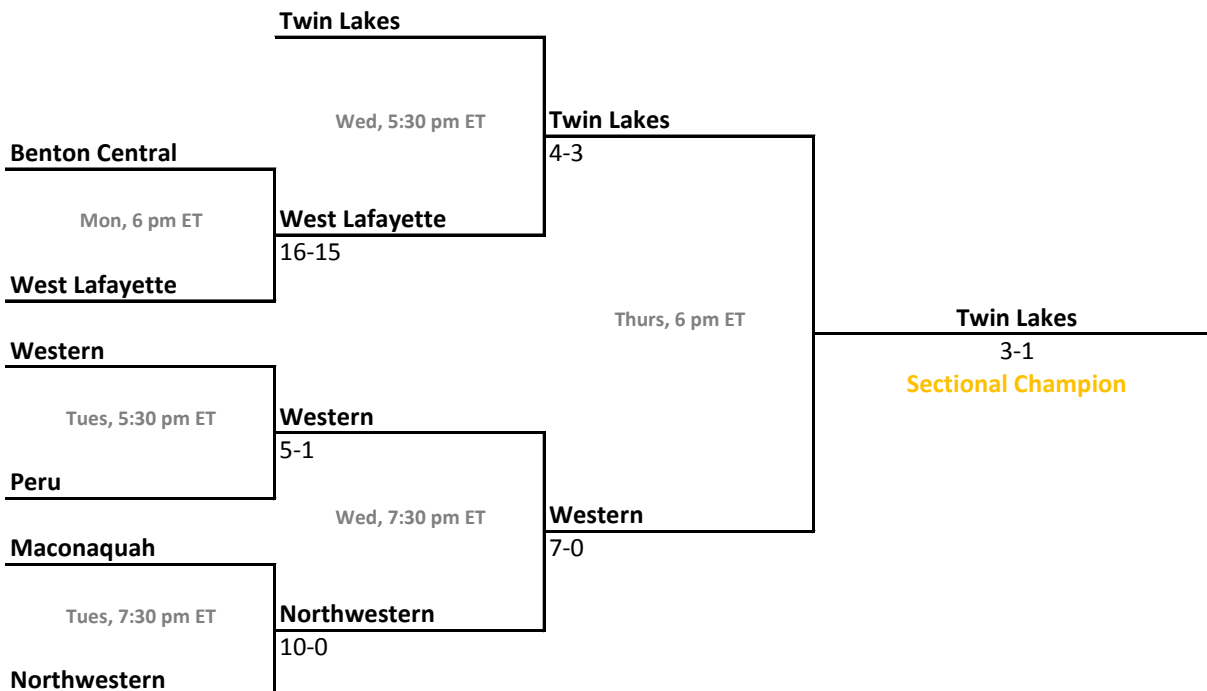 Twin Lakes
Wed, 5:30 pm ET
Twin Lakes
Benton Central
4-3
Mon, 6 pm ET
West Lafayette
16-15
West Lafayette
Thurs, 6 pm ET
Twin Lakes
Western
3-1
Sectional Champion
Tues, 5:30 pm ET
Western
5-1
Peru
Wed, 7:30 pm ET
Western
Maconaquah
7-0
Tues, 7:30 pm ET
Northwestern
10-0
Northwestern